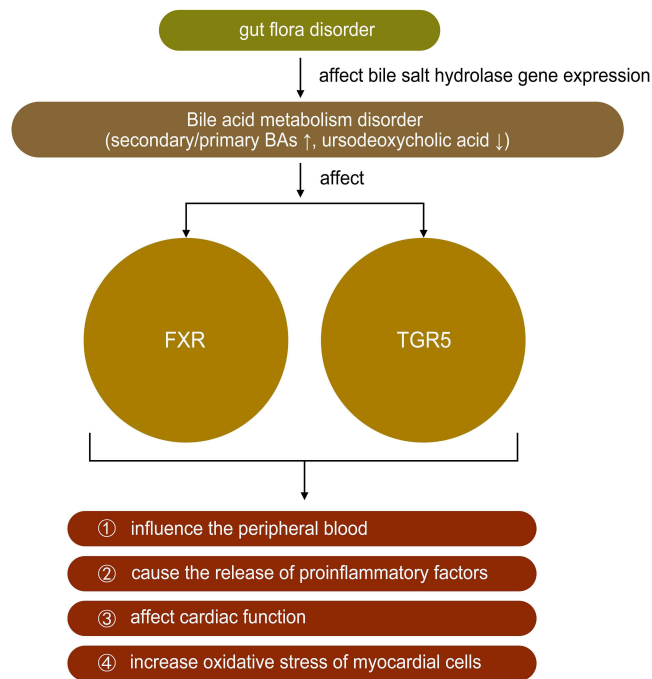 gut flora disorder
affect bile salt hydrolase gene expression
Bile acid metabolism disorder
(secondary/primary BAs ↑, ursodeoxycholic acid ↓)
affect
FXR
TGR5
① influence the peripheral blood
② cause the release of proinflammatory factors
③ affect cardiac function
④ increase oxidative stress of myocardial cells